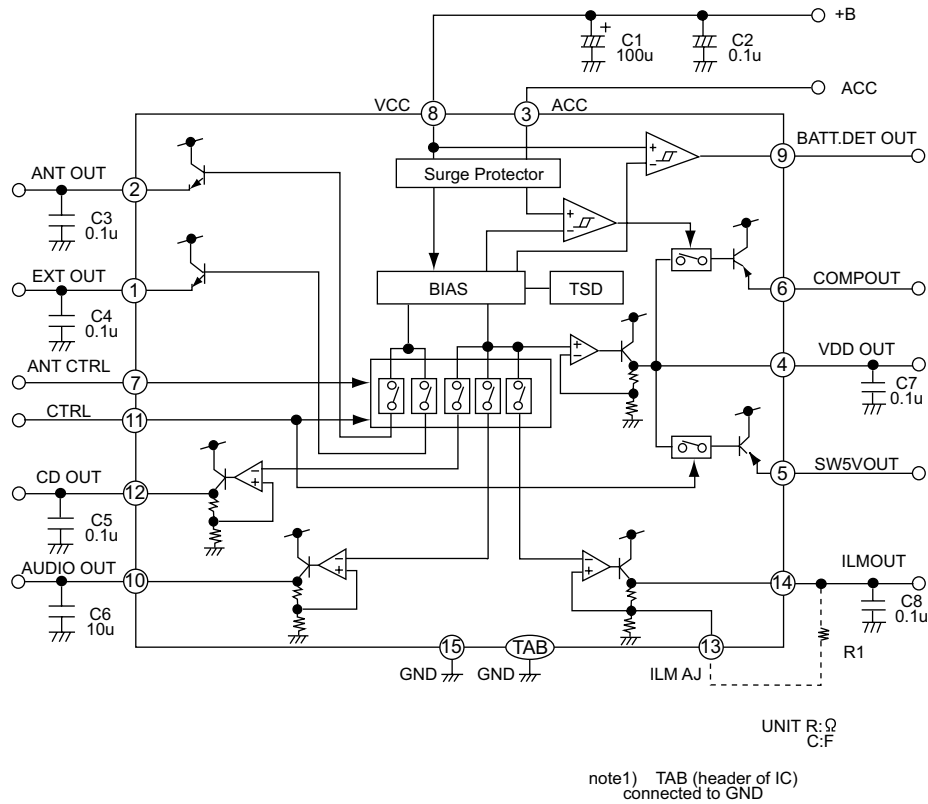 +B
+
C1
100u
C2
0.1u
ACC
VCC
8
3
ACC
BATT.DET OUT
9
+
−
Surge Protector
ANT OUT
2
C3
0.1u
+
−
EXT OUT
1
C4
0.1u
BIAS
TSD
COMPOUT
6
ANT CTRL
7
+
−
VDD OUT
4
C7
0.1u
CTRL
11
CD OUT
12
C5
0.1u
−
+
SW5VOUT
5
AUDIO OUT
10
C6
10u
−
+
−
+
ILMOUT
14
C8
0.1u
R1
15
TAB
13
GND
GND
ILM AJ
UNIT R:Ω
C:F
note1) TAB (header of IC)
connected to GND